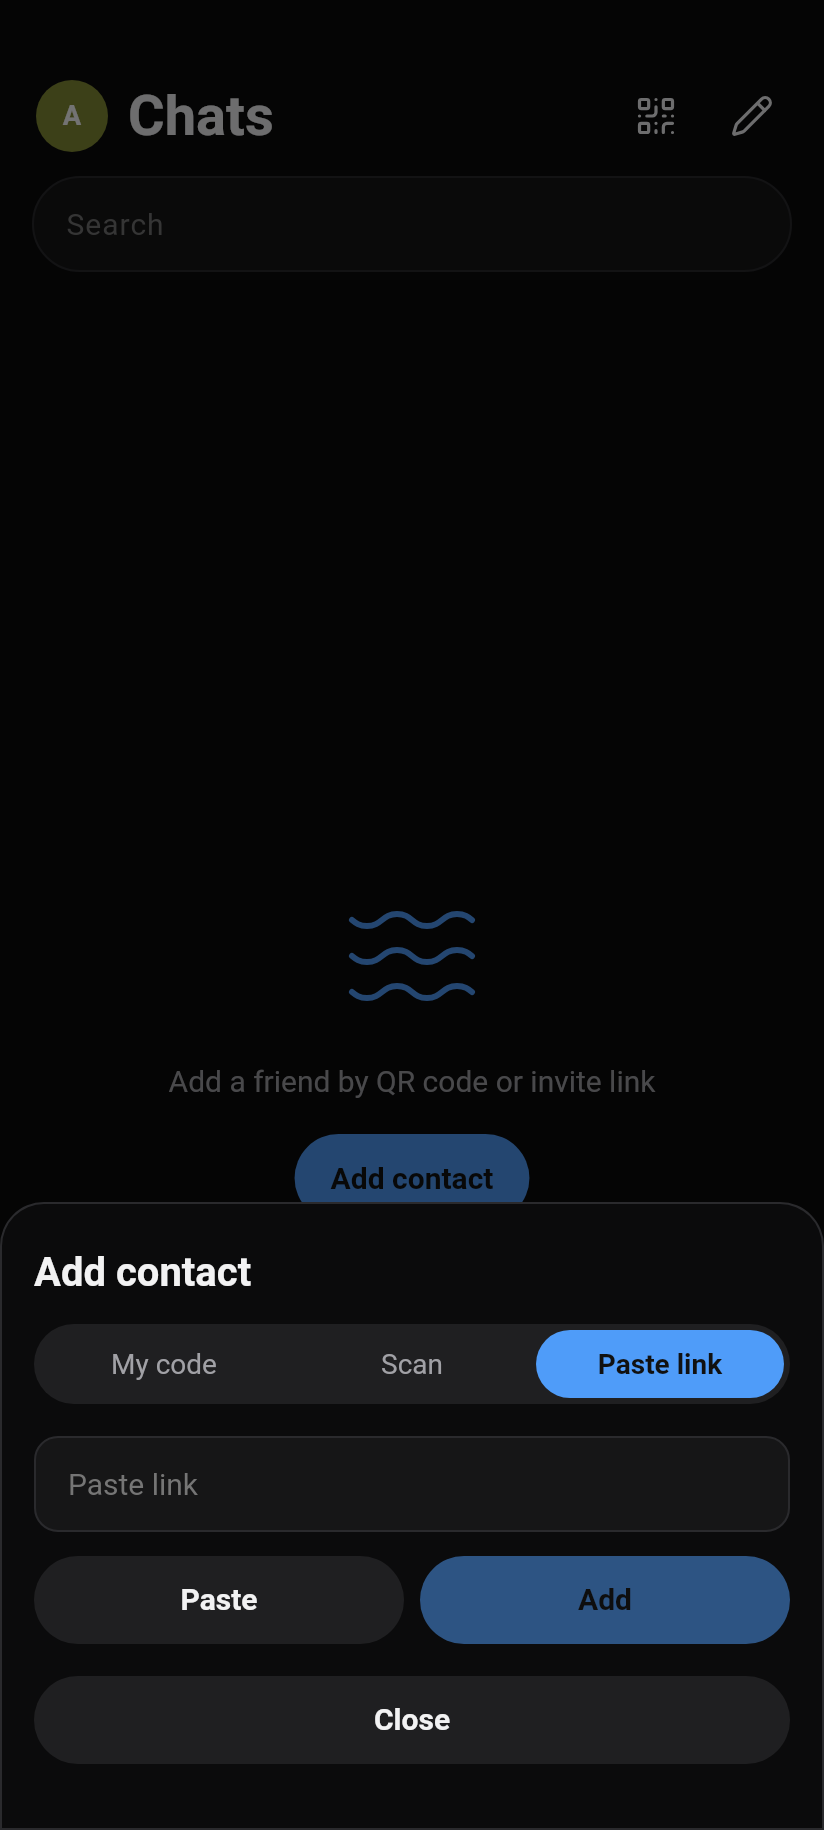 A
Chats
Search
Add a friend by QR code or invite link
Add contact
Add contact
My code
Scan
Paste link
Paste link
Paste
Add
Close